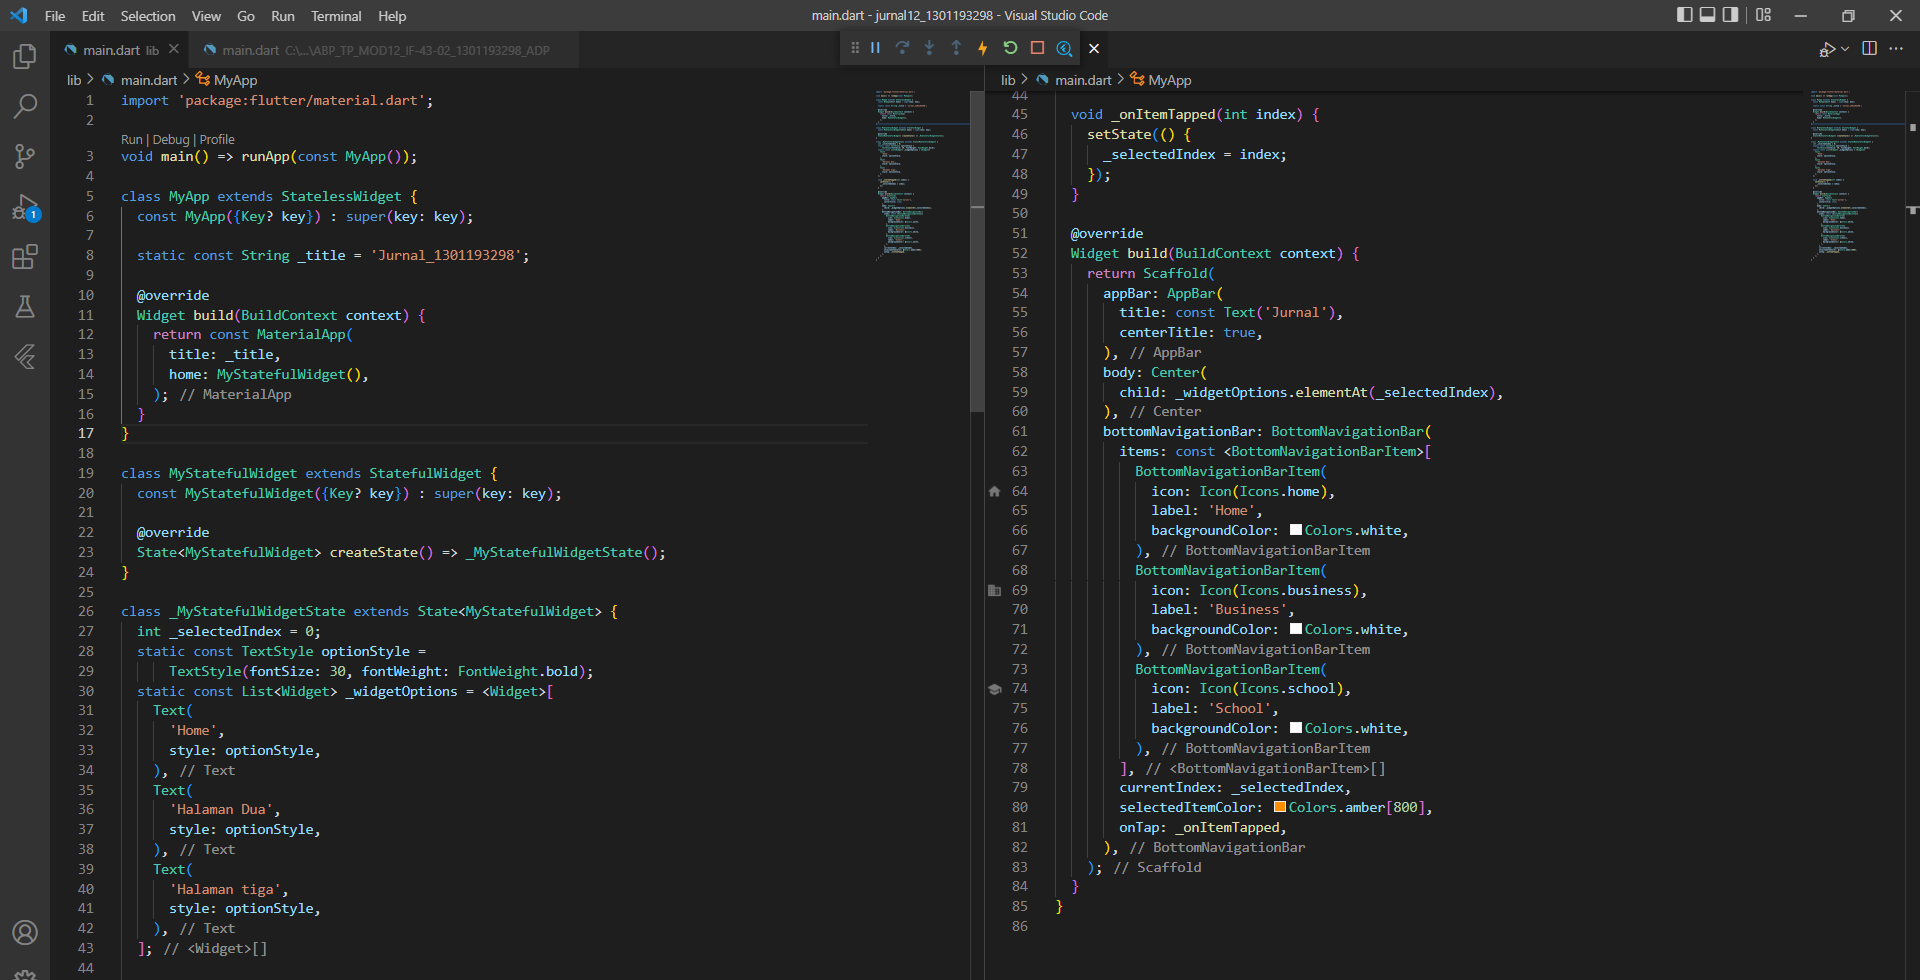 File Edit Selection View Go Run Terminal Help
main.dart - jurnal12_1301193298 - Visual Studio Code
main.dart lib
main.dart C:\...\ABP_TP_MOD12_IF-43-02_1301193298_ADP
lib > main.dart > MyApp
1 import 'package:flutter/material.dart';
2
Run | Debug | Profile
3 void main() => runApp(const MyApp());
4
5 class MyApp extends StatelessWidget {
6 const MyApp({Key? key}) : super(key: key);
7
8 static const String _title = 'Jurnal_1301193298';
9
10 @override
11 Widget build(BuildContext context) {
12 return const MaterialApp(
13 title: _title,
14 home: MyStatefulWidget(),
15 ); // MaterialApp
16 }
17 }
18
19 class MyStatefulWidget extends StatefulWidget {
20 const MyStatefulWidget({Key? key}) : super(key: key);
21
22 @override
23 State<MyStatefulWidget> createState() => _MyStatefulWidgetState();
24 }
25
26 class _MyStatefulWidgetState extends State<MyStatefulWidget> {
27 int _selectedIndex = 0;
28 static const TextStyle optionStyle =
29 TextStyle(fontSize: 30, fontWeight: FontWeight.bold);
30 static const List<Widget> _widgetOptions = <Widget>[
31 Text(
32 'Home',
33 style: optionStyle,
34 ), // Text
35 Text(
36 'Halaman Dua',
37 style: optionStyle,
38 ), // Text
39 Text(
40 'Halaman tiga',
41 style: optionStyle,
42 ), // Text
43 ]; // <Widget>[]
44
1
lib > main.dart > MyApp
44
45 void _onItemTapped(int index) {
46 setState(() {
47 _selectedIndex = index;
48 });
49 }
50
51 @override
52 Widget build(BuildContext context) {
53 return Scaffold(
54 appBar: AppBar(
55 title: const Text('Jurnal'),
56 centerTitle: true,
57 ), // AppBar
58 body: Center(
59 child: _widgetOptions.elementAt(_selectedIndex),
60 ), // Center
61 bottomNavigationBar: BottomNavigationBar(
62 items: const <BottomNavigationBarItem>[
63 BottomNavigationBarItem(
64 icon: Icon(Icons.home),
65 label: 'Home',
66 backgroundColor: Colors.white,
67 ), // BottomNavigationBarItem
68 BottomNavigationBarItem(
69 icon: Icon(Icons.business),
70 label: 'Business',
71 backgroundColor: Colors.white,
72 ), // BottomNavigationBarItem
73 BottomNavigationBarItem(
74 icon: Icon(Icons.school),
75 label: 'School',
76 backgroundColor: Colors.white,
77 ), // BottomNavigationBarItem
78 ], // <BottomNavigationBarItem>[]
79 currentIndex: _selectedIndex,
80 selectedItemColor: Colors.amber[800],
81 onTap: _onItemTapped,
82 ), // BottomNavigationBar
83 ); // Scaffold
84 }
85 }
86